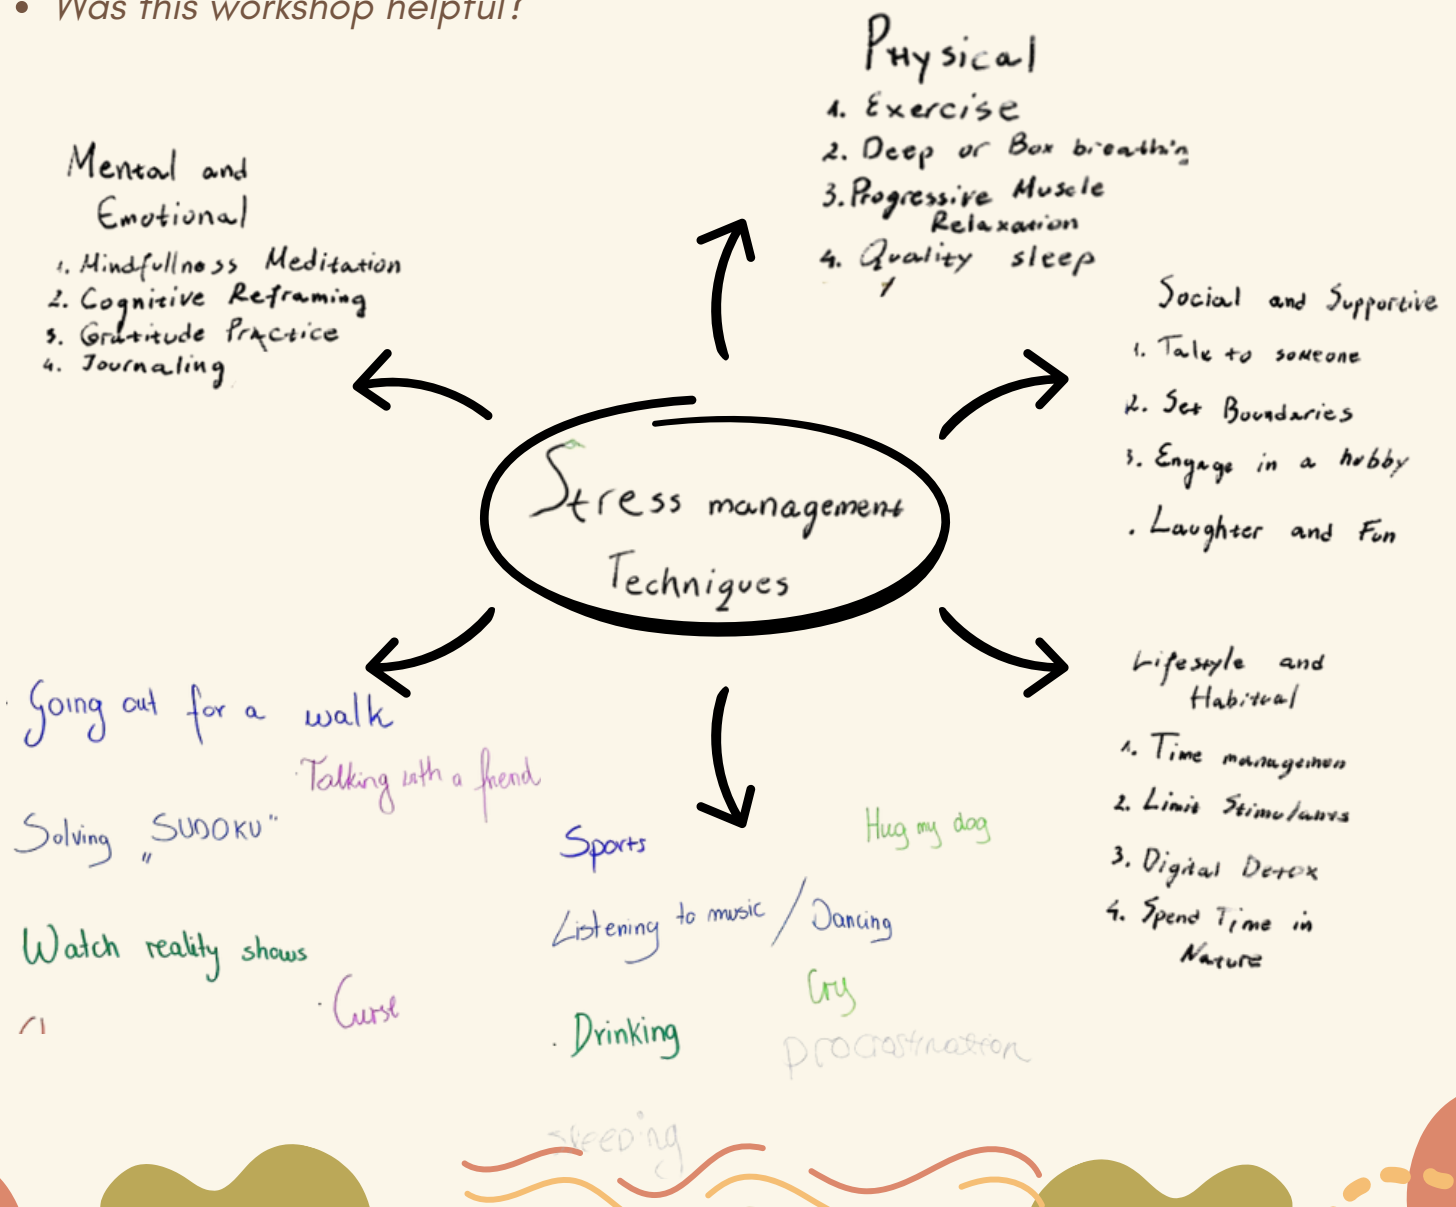 • Was this workshop helpful?
Physical
1. Exercise
2. Deep or Box breathing
3. Progressive Muscle
Relaxation
4. Quality sleep
Mental and
Emotional
1. Mindfullness Meditation
2. Cognitive Reframing
3. Gratitude Practice
4. Journaling
Social and Supportive
1. Talk to someone
2. Set Boundaries
3. Engage in a hobby
. Laughter and Fun
Stress management
Techniques
Lifestyle and
Habitual
1. Time managemen
2. Limit Stimulants
3. Digital Detox
4. Spend Time in
Nature
Going out for a walk
· Talking with a friend
Solving „SUDOKU"
Watch reality shows
· Curse
Sports
Hug my dog
Listening to music / Dancing
Cry
. Drinking
procrastination
sleeping